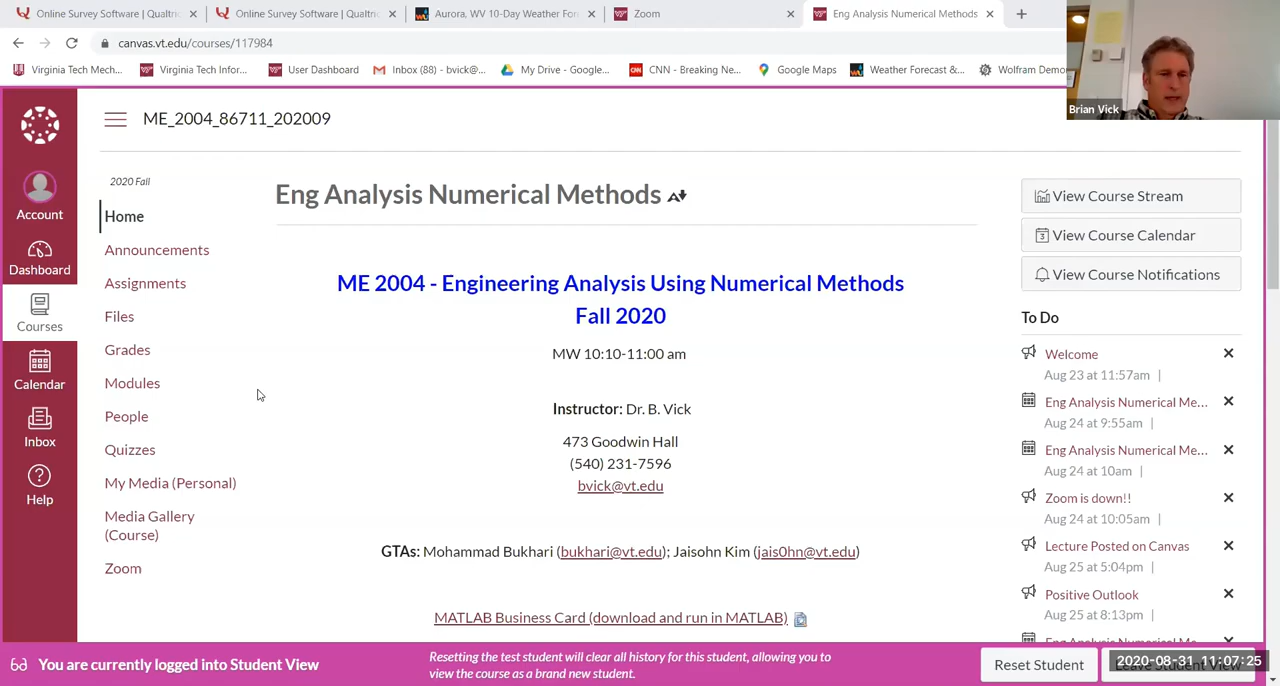 Online Survey Software | Qualtric
Online Survey Software | Qualtric
Aurora, WV 10-Day Weather For
Zoom
Eng Analysis Numerical Methods
canvas.vt.edu/courses/117984
Virginia Tech Mech...
Virginia Tech Infor...
User Dashboard
Inbox (88) - bvick@...
My Drive - Google...
CNN - Breaking Ne...
Google Maps
Weather Forecast &...
Wolfram Demo
Brian Vick
ME_2004_86711_202009
Account
Dashboard
Courses
Calendar
Inbox
Help
2020 Fall
Home
Announcements
Assignments
Files
Grades
Modules
People
Quizzes
My Media (Personal)
Media Gallery
(Course)
Zoom
Eng Analysis Numerical Methods
ME 2004 - Engineering Analysis Using Numerical Methods
Fall 2020
MW 10:10-11:00 am
Instructor: Dr. B. Vick
473 Goodwin Hall
(540) 231-7596
bvick@vt.edu
GTAs: Mohammad Bukhari (bukhari@vt.edu); Jaisohn Kim (jais0hn@vt.edu)
MATLAB Business Card (download and run in MATLAB)
View Course Stream
View Course Calendar
View Course Notifications
To Do
Welcome
Aug 23 at 11:57am |
Eng Analysis Numerical Me...
Aug 24 at 9:55am |
Eng Analysis Numerical Me...
Aug 24 at 10am |
Zoom is down!!
Aug 24 at 10:05am |
Lecture Posted on Canvas
Aug 25 at 5:04pm |
Positive Outlook
Aug 25 at 8:13pm |
You are currently logged into Student View
Resetting the test student will clear all history for this student, allowing you to
view the course as a brand new student.
Reset Student
2020-08-31 11:07:25